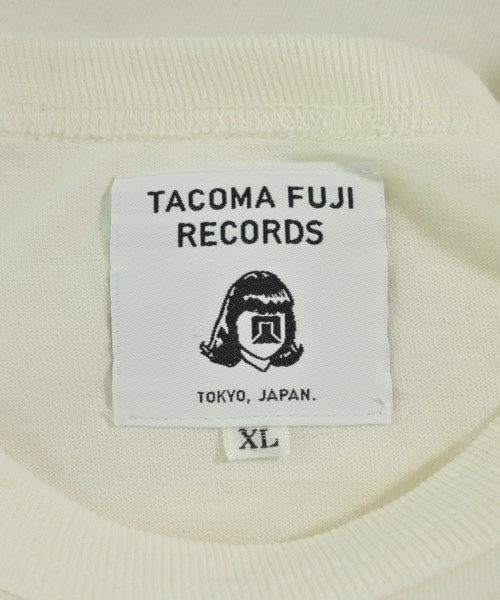 TACOMA FUJI
RECORDS
TOKYO, JAPAN.
XL